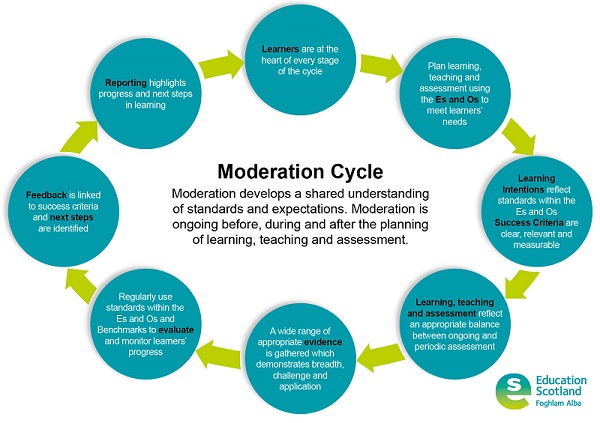 Learners are at the
heart of every stage
of the cycle
Plan learning,
teaching and
assessment using
the Es and Os to
meet learners'
needs
Learning
Intentions reflect
standards within the
Es and Os
Success Criteria are
clear, relevant and
measurable
Learning, teaching
and assessment reflect
an appropriate balance
between ongoing and
periodic assessment
A wide range of
appropriate evidence
is gathered which
demonstrates breadth,
challenge and
application
Regularly use
standards within the
Es and Os and
Benchmarks to evaluate
and monitor learners'
progress
Feedback is linked
to success criteria
and next steps
are identified
Reporting highlights
progress and next steps
in learning
Moderation Cycle
Moderation develops a shared understanding
of standards and expectations. Moderation is
ongoing before, during and after the planning
of learning, teaching and assessment.
Education
Scotland
Foghlam Alba